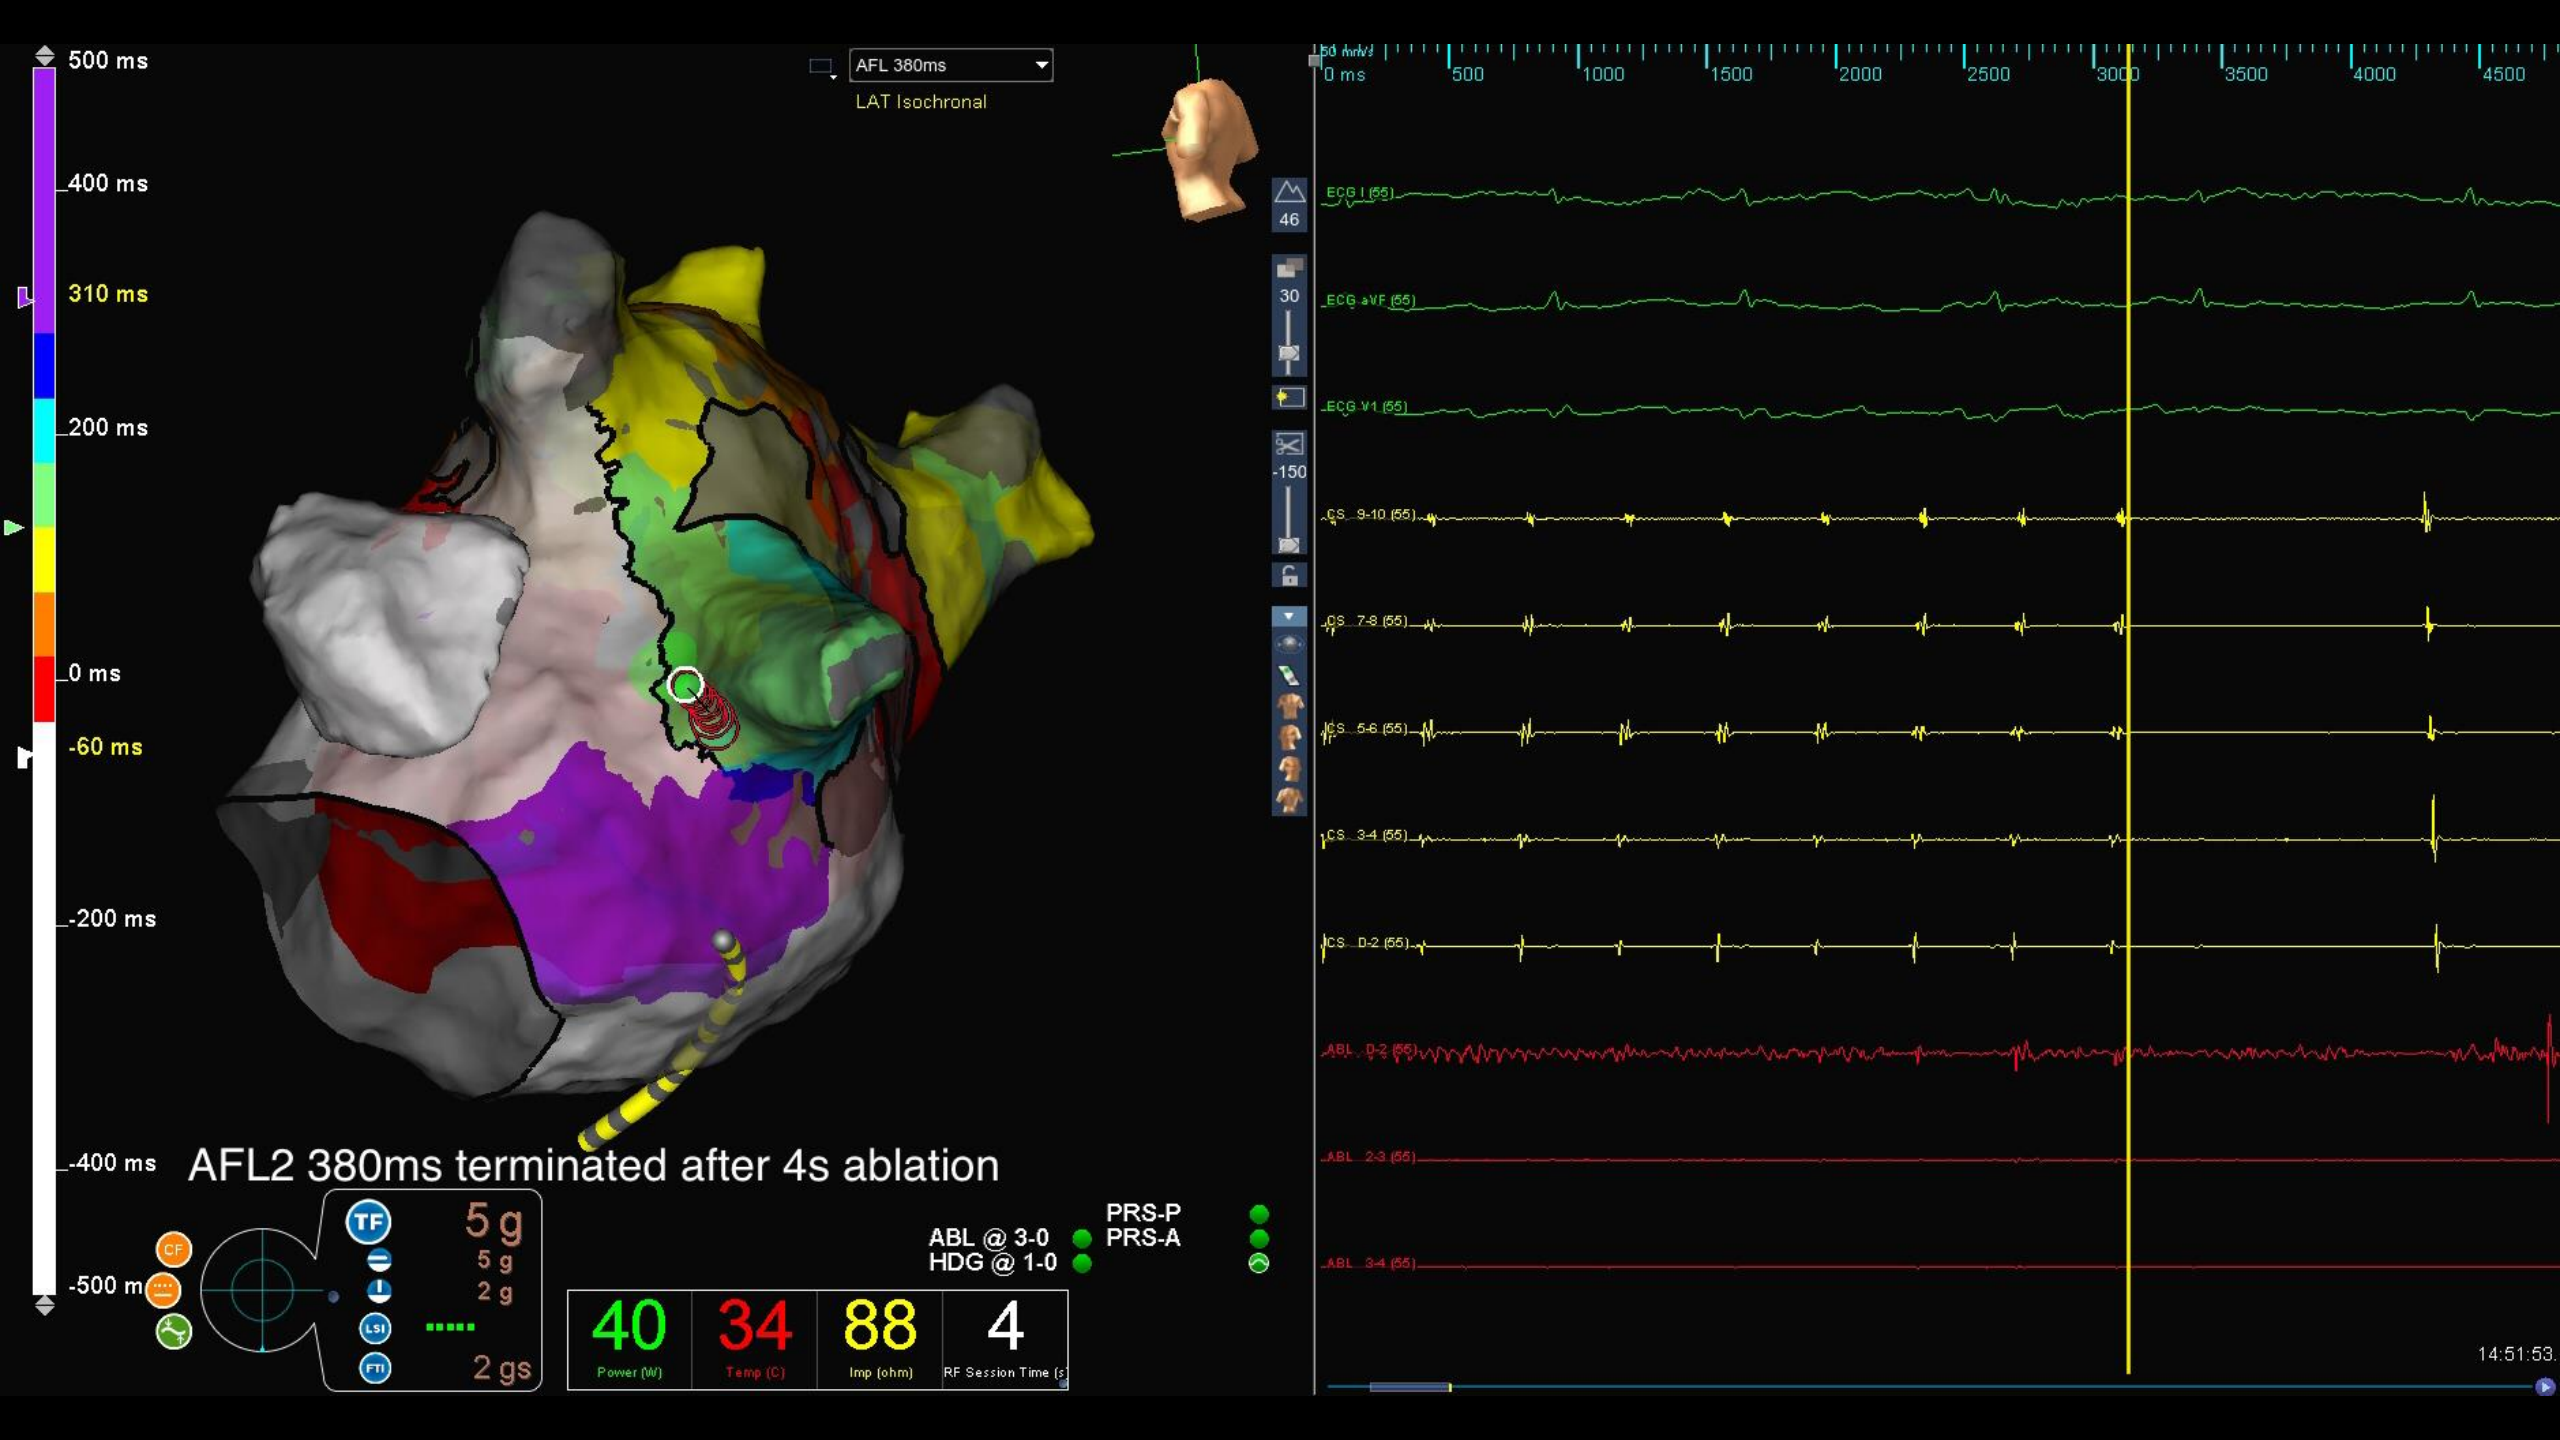 500 ms
400 ms
310 ms
200 ms
0 ms
-60 ms
-200 ms
-400 ms
-500 m
AFL 380ms
LAT Isochronal
46
30
-150
AFL2 380ms terminated after 4s ablation
CF
TF 5 g
5 g
2 g
LSI
FTI 2 gs
ABL @ 3-0
HDG @ 1-0
PRS-P
PRS-A
40 34 88 4
Power (W) Temp (C) Imp (ohm) RF Session Time (s)
50 mm/s
0 ms 500 1000 1500 2000 2500 3000 3500 4000 4500
ECG I (55)
ECG aVF (55)
ECG V1 (55)
CS 9-10 (55)
CS 7-8 (55)
CS 5-6 (55)
CS 3-4 (55)
CS D-2 (55)
ABL D-2 (55)
ABL 2-3 (55)
ABL 3-4 (55)
14:51:53.